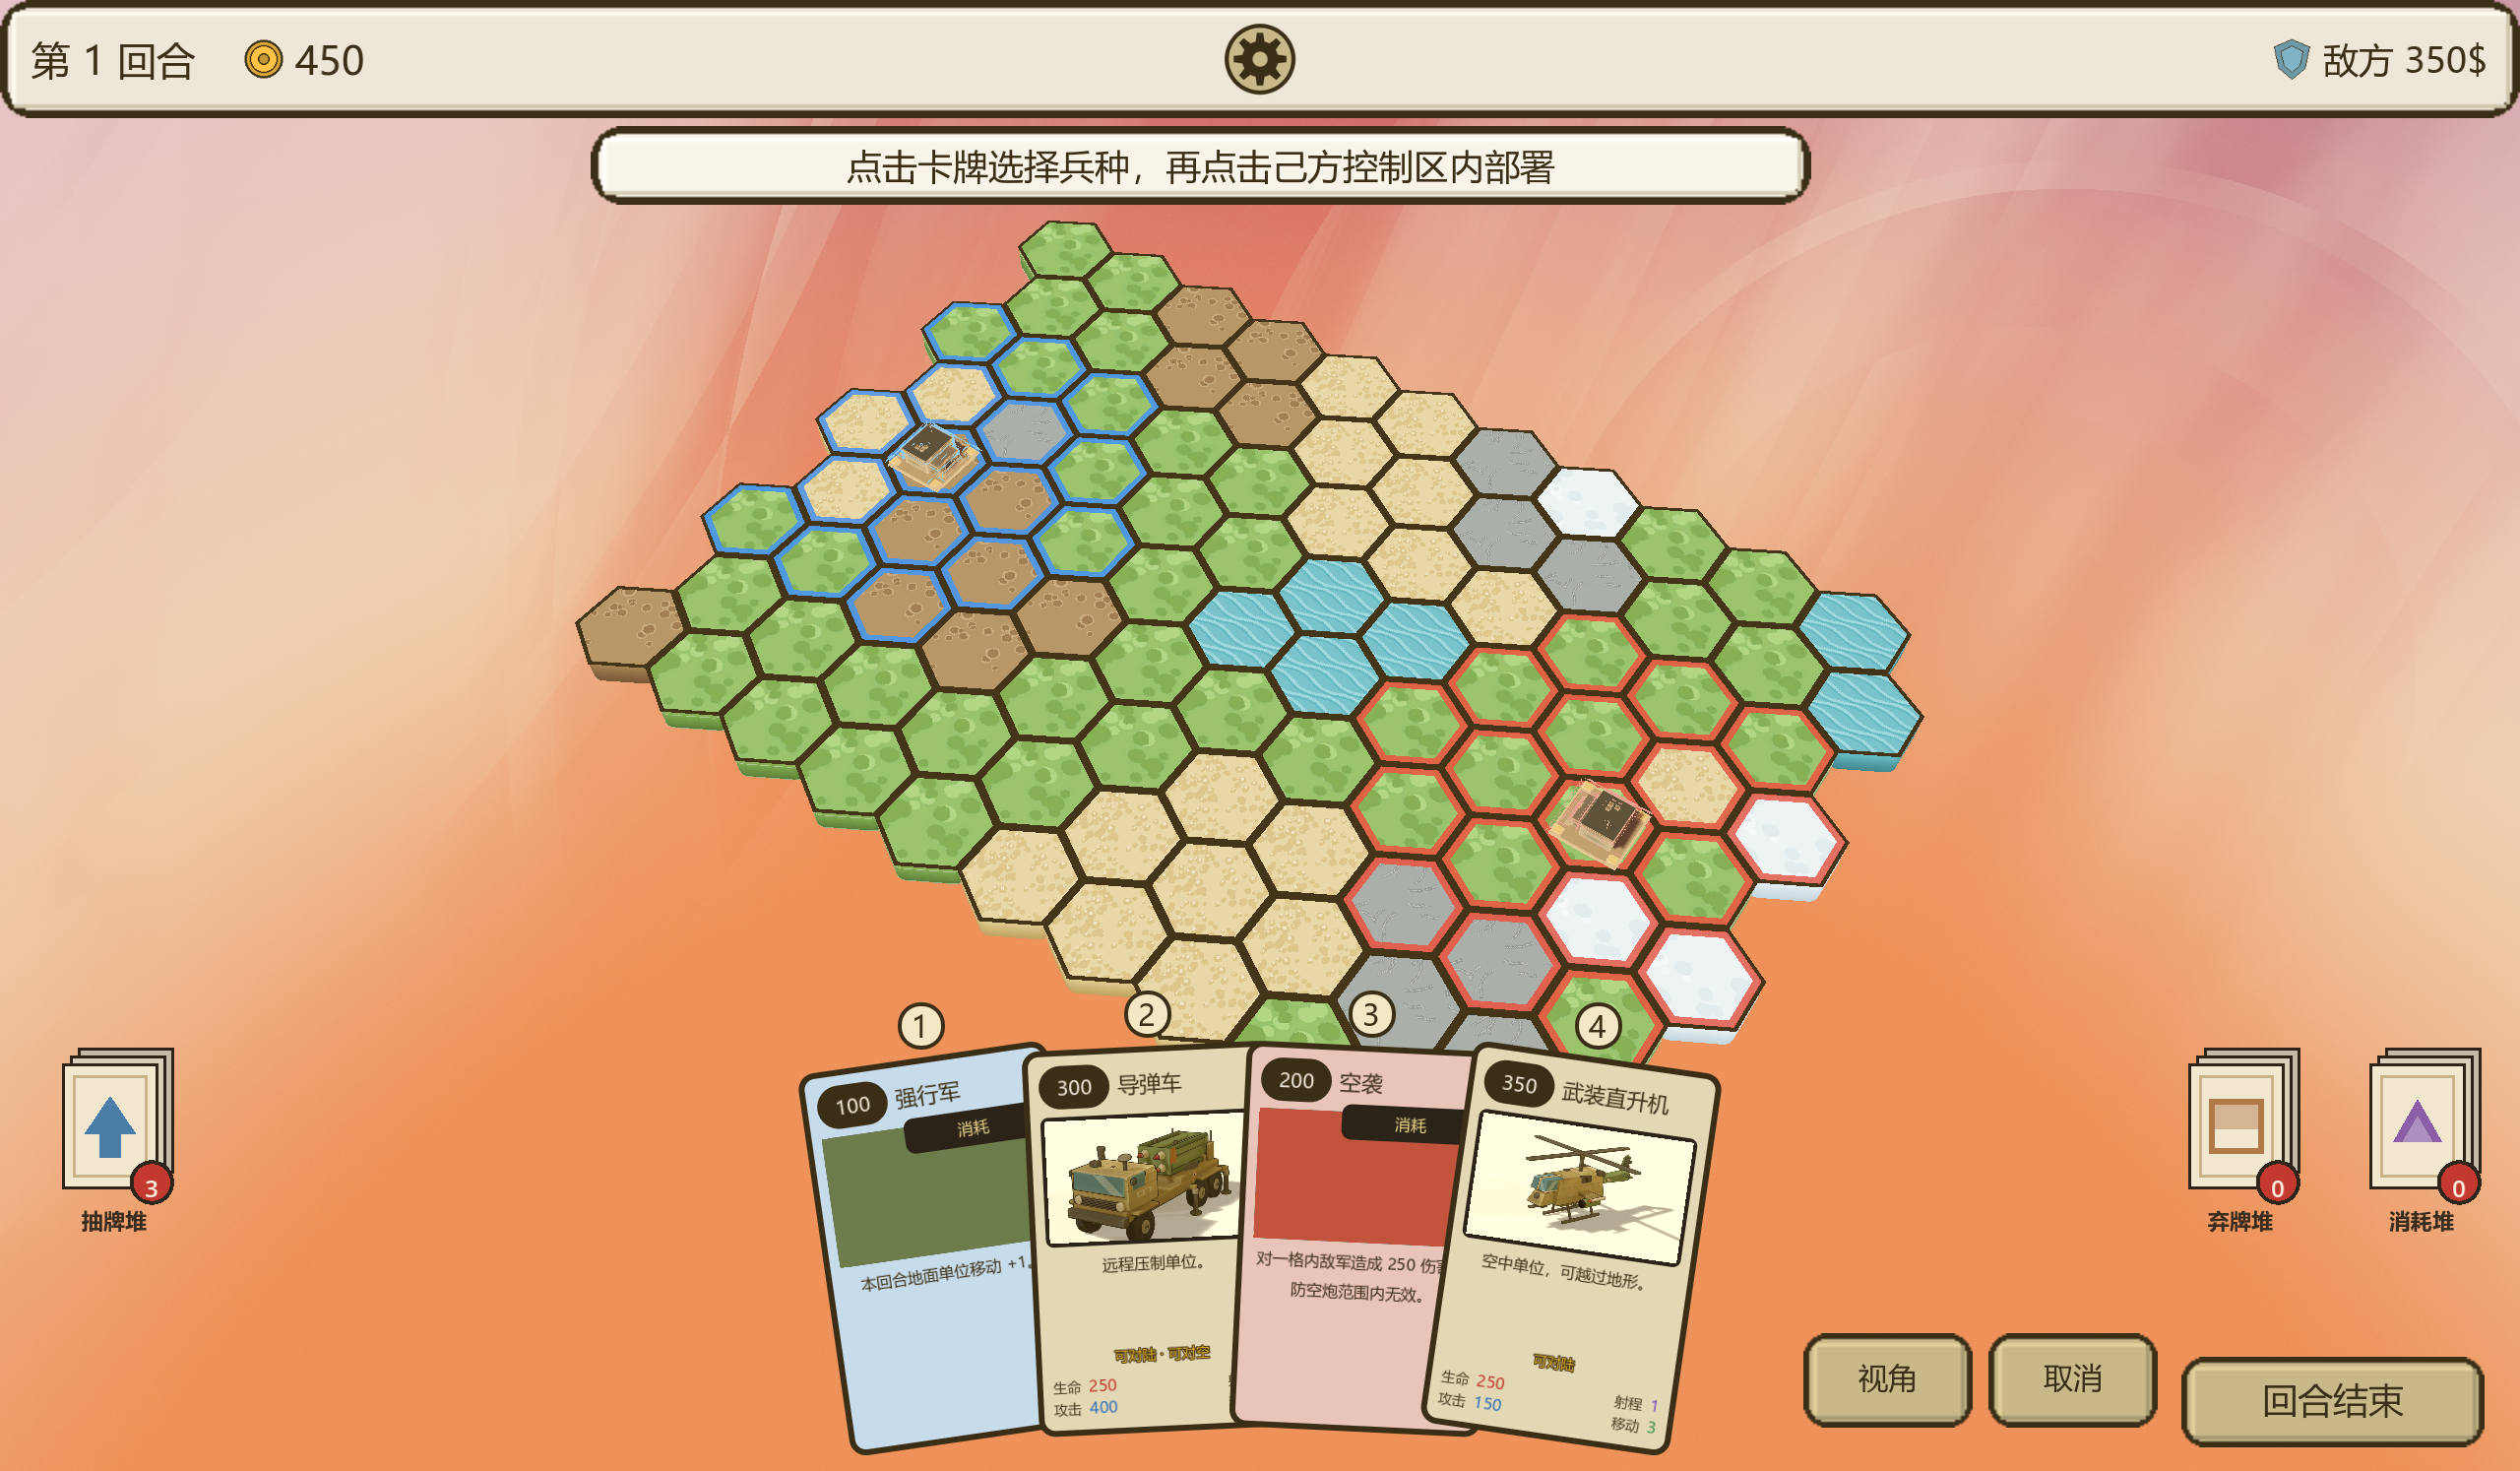 第 1 回合
450
敌方 350$
点击卡牌选择兵种，再点击己方控制区内部署
1
2
3
4
100
强行军
消耗
本回合地面单位移动 +1。
300
导弹车
远程压制单位。
可对陆 · 可对空
生命 250
攻击 400
200
空袭
消耗
对一格内敌军造成 250 伤
防空炮范围内无效。
350
武装直升机
空中单位，可越过地形。
可对陆
生命 250
攻击 150
射程 1
移动 3
3
抽牌堆
0
弃牌堆
0
消耗堆
视角
取消
回合结束